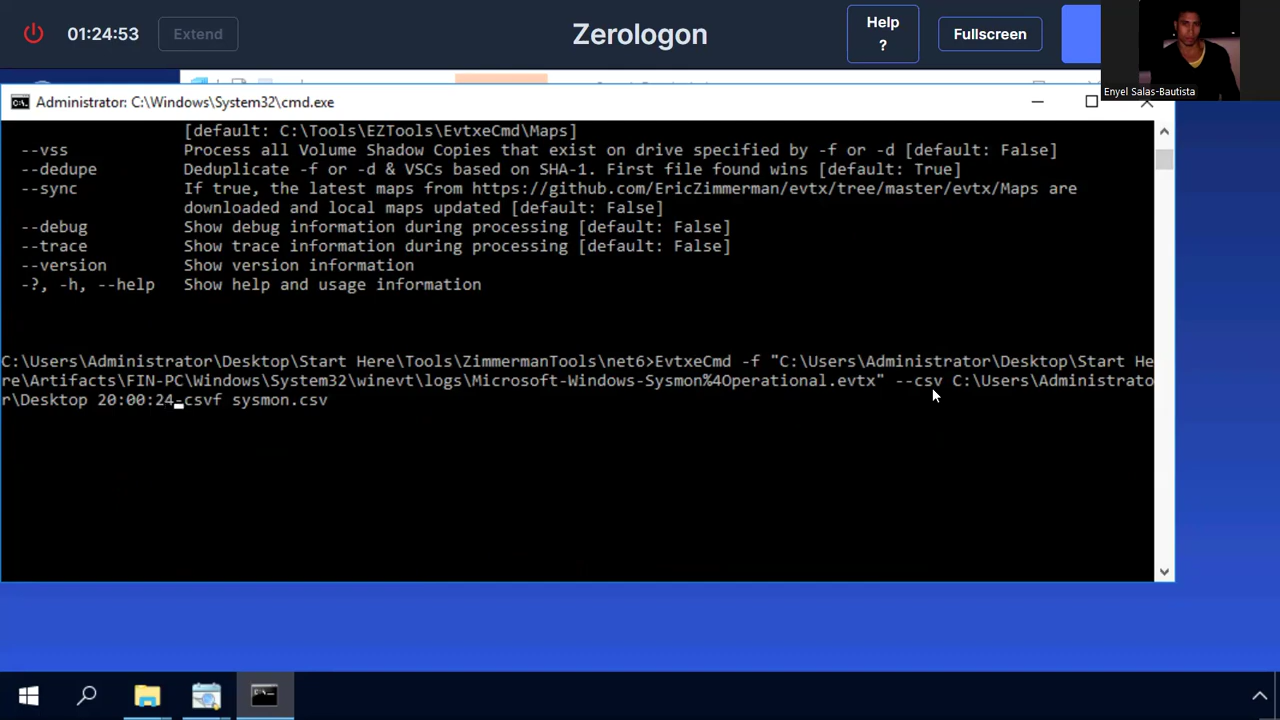 01:24:53
Extend
Zerologon
Help
?
Fullscreen
Enyel Salas-Bautista
Administrator: C:\Windows\System32\cmd.exe
[default: C:\Tools\EZTools\EvtxeCmd\Maps]
--vss Process all Volume Shadow Copies that exist on drive specified by -f or -d [default: False]
--dedupe Deduplicate -f or -d & VSCs based on SHA-1. First file found wins [default: True]
--sync If true, the latest maps from https://github.com/EricZimmerman/evtx/tree/master/evtx/Maps are
downloaded and local maps updated [default: False]
--debug Show debug information during processing [default: False]
--trace Show trace information during processing [default: False]
--version Show version information
-?, -h, --help Show help and usage information
C:\Users\Administrator\Desktop\Start Here\Tools\ZimmermanTools\net6>EvtxeCmd -f "C:\Users\Administrator\Desktop\Start He
re\Artifacts\FIN-PC\Windows\System32\winevt\logs\Microsoft-Windows-Sysmon%4Operational.evtx" --csv C:\Users\Administrato
r\Desktop 20:00:24-csvf sysmon.csv